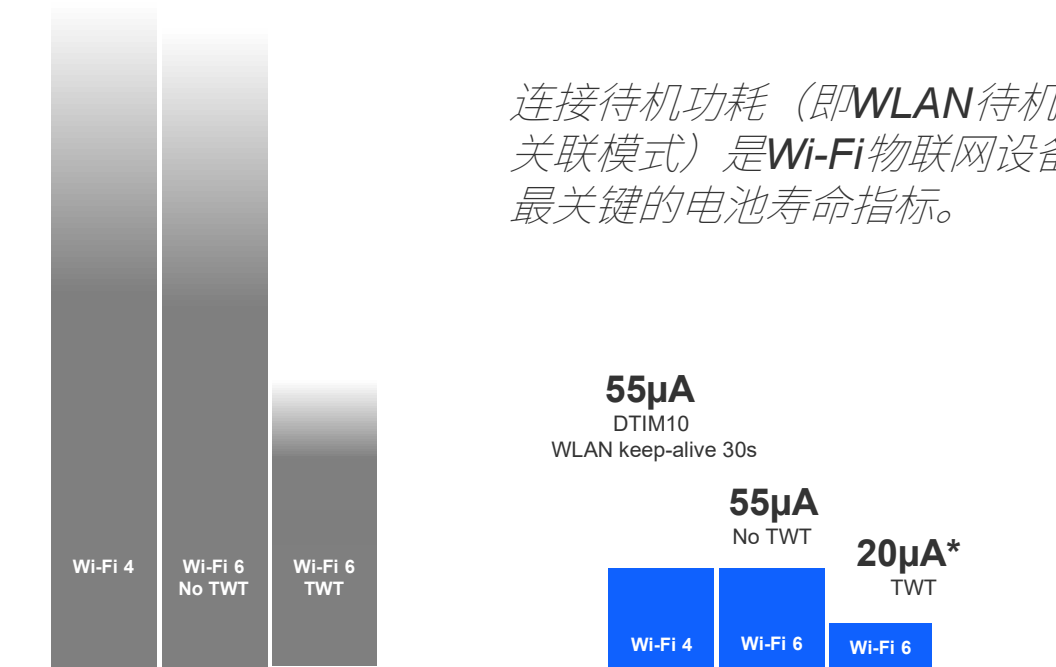 连接待机功耗（即WLAN待机
关联模式）是Wi-Fi物联网设备
最关键的电池寿命指标。
55µA
DTIM10
WLAN keep-alive 30s
55µA
No TWT
20µA*
TWT
Wi-Fi 4
Wi-Fi 6
No TWT
Wi-Fi 6
TWT
Wi-Fi 4
Wi-Fi 6
Wi-Fi 6